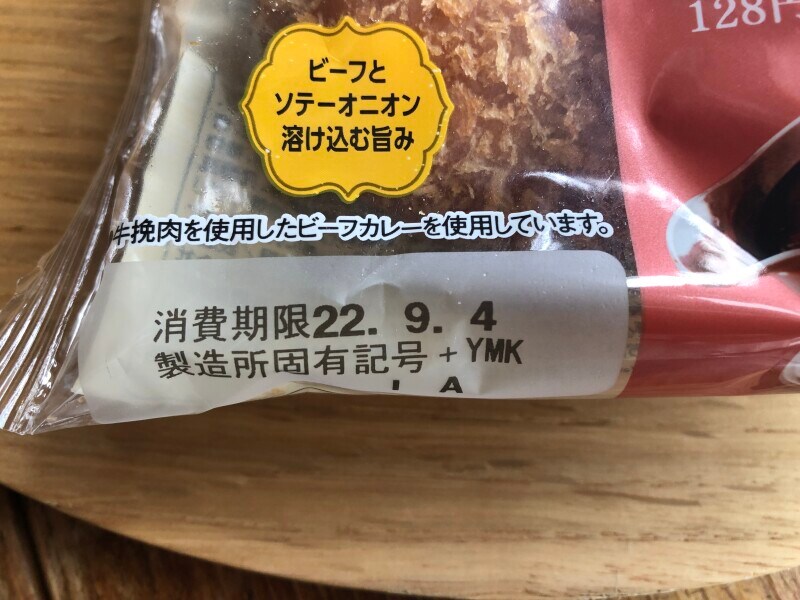 128円
ビーフと
ソテーオニオン
溶け込む旨み
牛挽肉を使用したビーフカレーを使用しています。
消費期限22. 9. 4
製造所固有記号+YMK